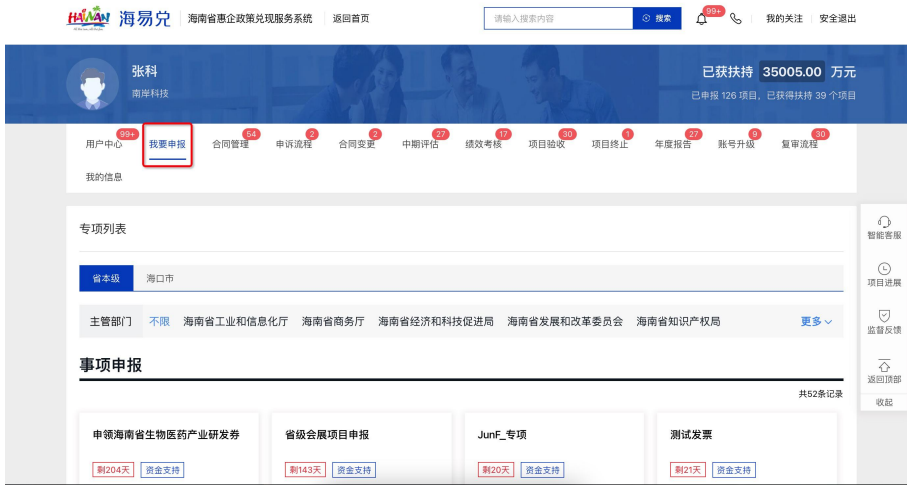 HAINAN 海易兑 海南省惠企政策兑现服务系统 返回首页 请输入搜索内容 搜索 99+ 我的关注 安全退出
张科
南岸科技
已获扶持 35005.00 万元
已申报 126 项目，已获得扶持 39 个项目
用户中心 99+ 我要申报 合同管理 54 申诉流程 2 合同变更 2 中期评估 27 绩效考核 17 项目验收 30 项目终止 1 年度报告 27 账号升级 9 复审流程 30
我的信息
专项列表
省本级 海口市
主管部门 不限 海南省工业和信息化厅 海南省商务厅 海南省经济和科技促进局 海南省发展和改革委员会 海南省知识产权局 更多
事项申报
共52条记录
申领海南省生物医药产业研发券 省级会展项目申报 JunF_专项 测试发票
剩204天 资金支持 剩143天 资金支持 剩20天 资金支持 剩21天 资金支持
智能客服
项目进展
监督反馈
返回顶部
收起